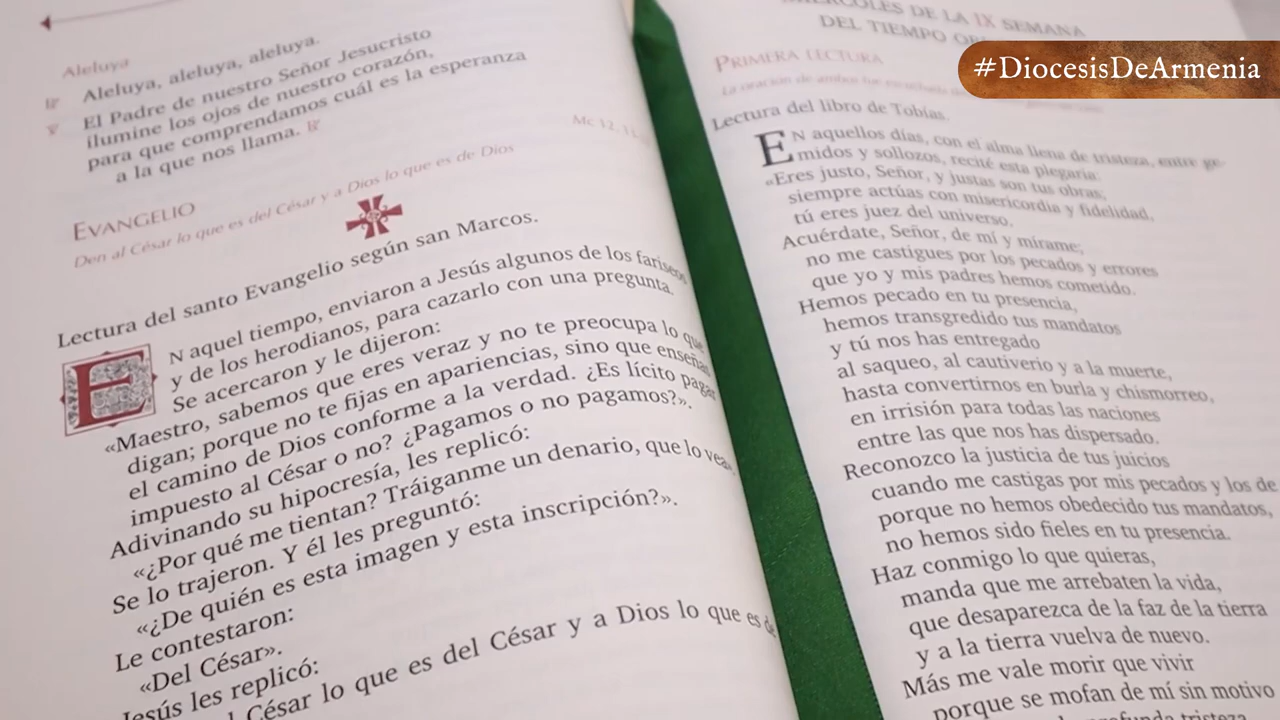 Aleluya
℟ Aleluya, aleluya, aleluya.
℣ El Padre de nuestro Señor Jesucristo
ilumine los ojos de nuestro corazón,
para que comprendamos cuál es la esperanza
a la que nos llama. ℟
EVANGELIO
Mc 12,
Den al César lo que es del César y a Dios lo que es de Dios
Lectura del santo Evangelio según san Marcos.
EN aquel tiempo, enviaron a Jesús algunos de los fariseos
y de los herodianos, para cazarlo con una pregunta.
Se acercaron y le dijeron:
«Maestro, sabemos que eres veraz y no te preocupa lo que
digan; porque no te fijas en apariencias, sino que enseñas
el camino de Dios conforme a la verdad. ¿Es lícito pagar
impuesto al César o no? ¿Pagamos o no pagamos?».
Adivinando su hipocresía, les replicó:
«¿Por qué me tientan? Tráiganme un denario, que lo vea».
Se lo trajeron. Y él les preguntó:
«¿De quién es esta imagen y esta inscripción?».
Le contestaron:
«Del César».
Jesús les replicó:
César lo que es del César y a Dios lo que es de
DE LA IX SEMANA
DEL TIEMPO
#DiocesisDeArmenia
PRIMERA LECTURA
La oración de ambos fue escuchada
Lectura del libro de Tobías.
EN aquellos días, con el alma llena de tristeza, entre ge-
midos y sollozos, recité esta plegaria:
«Eres justo, Señor, y justas son tus obras;
siempre actúas con misericordia y fidelidad,
tú eres juez del universo.
Acuérdate, Señor, de mí y mírame;
no me castigues por los pecados y errores
que yo y mis padres hemos cometido.
Hemos pecado en tu presencia,
hemos transgredido tus mandatos
y tú nos has entregado
al saqueo, al cautiverio y a la muerte,
hasta convertirnos en burla y chismorreo,
en irrisión para todas las naciones
entre las que nos has dispersado.
Reconozco la justicia de tus juicios
cuando me castigas por mis pecados y los de
porque no hemos obedecido tus mandatos,
no hemos sido fieles en tu presencia.
Haz conmigo lo que quieras,
manda que me arrebaten la vida,
que desaparezca de la faz de la tierra
y a la tierra vuelva de nuevo.
Más me vale morir que vivir
porque se mofan de mí sin motivo
profunda tristeza